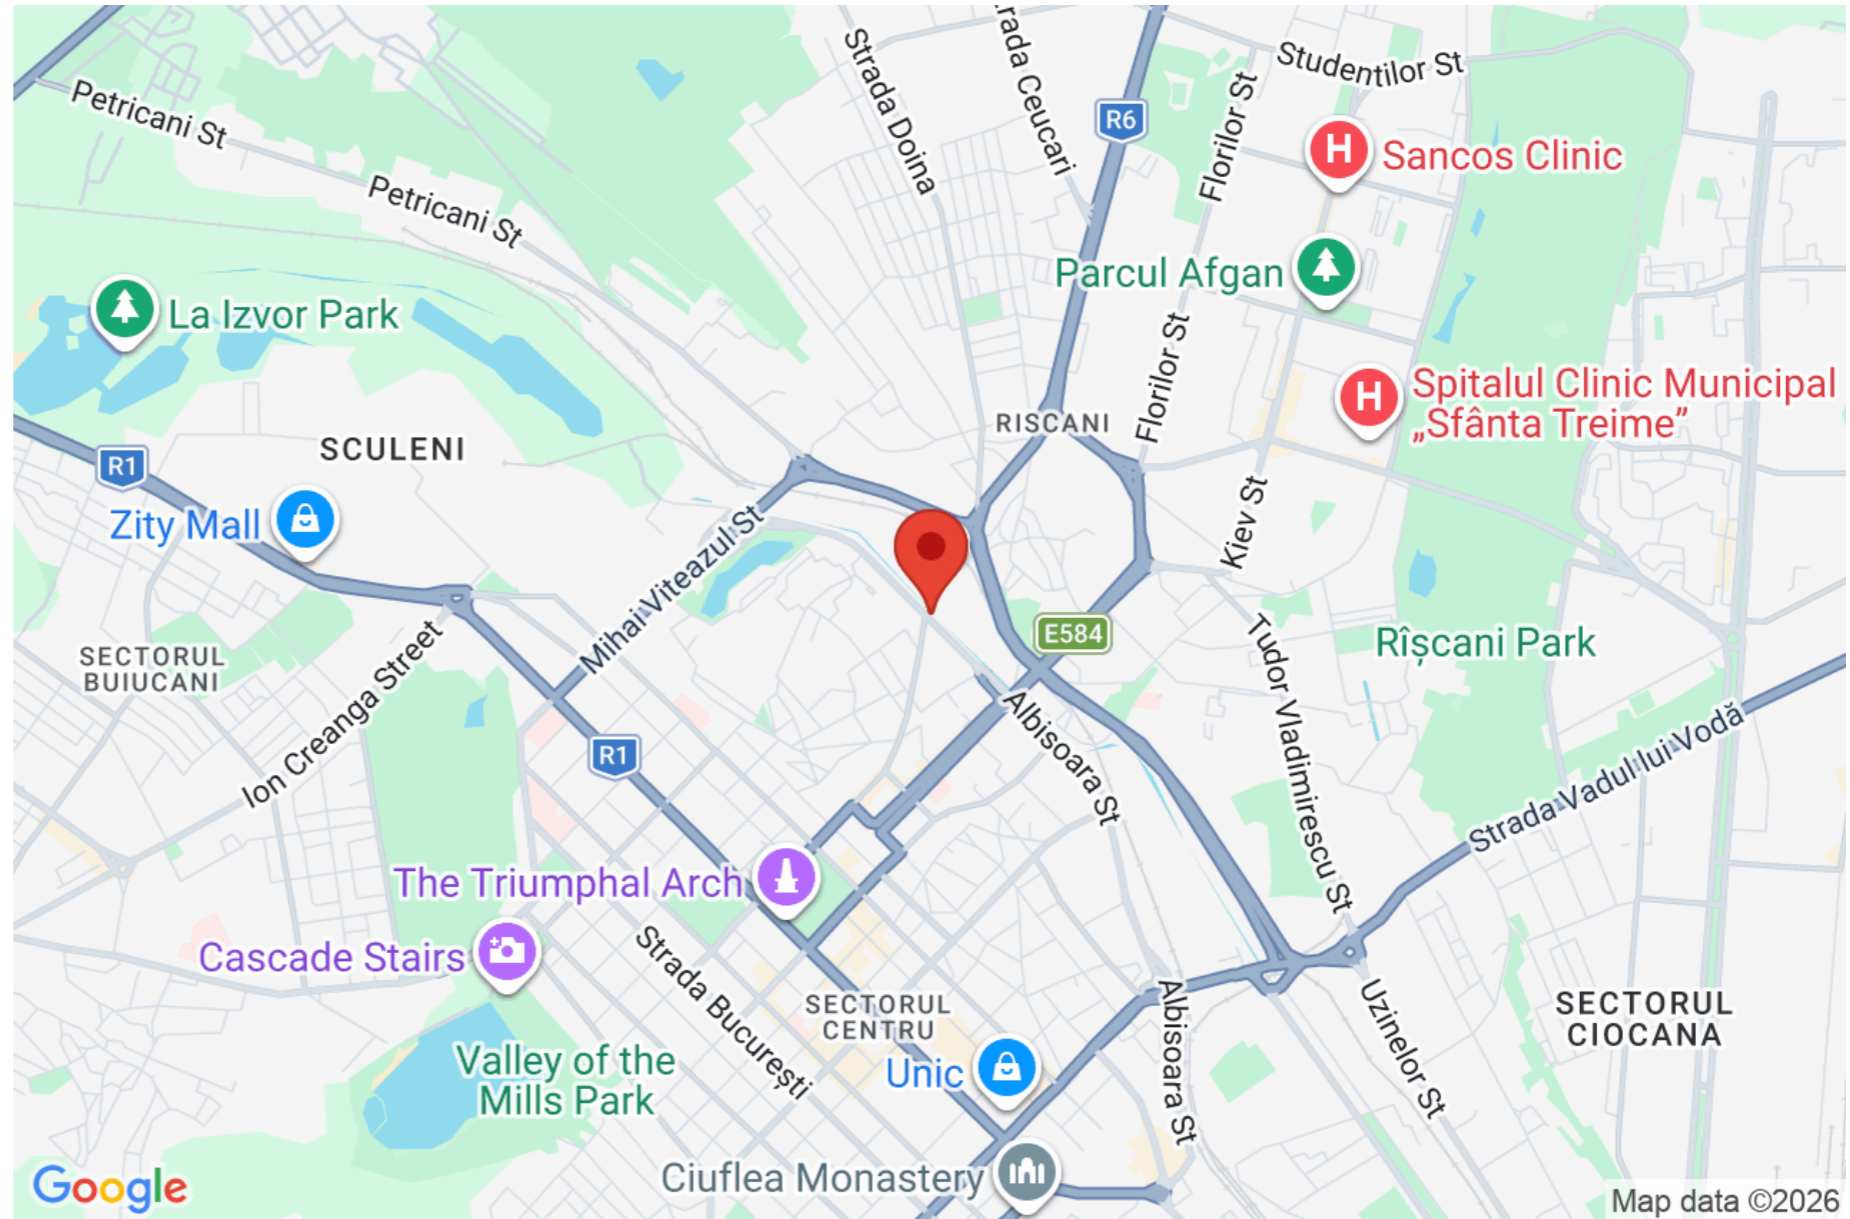 Strada Doina
rada Ceucari
R6
Florilor St
Studentilor St
Sancos Clinic
Petricani St
Petricani St
Parcul Afgan
La Izvor Park
Florilor St
Spitalul Clinic Municipal
„Sfânta Treime”
RISCANI
SCULENI
R1
Zity Mall
Mihai Viteazul St
Kiev St
E584
Tudor Vladimirescu St
Rîșcani Park
SECTORUL
BUIUCANI
Ion Creanga Street
R1
Albisoara St
Strada Vadul lui Vodă
The Triumphal Arch
Cascade Stairs
Strada București
SECTORUL
CENTRU
Albisoara St
Uzinelor St
SECTORUL
CIOCANA
Valley of the
Mills Park
Unic
Ciuflea Monastery
Google
Map data ©2026